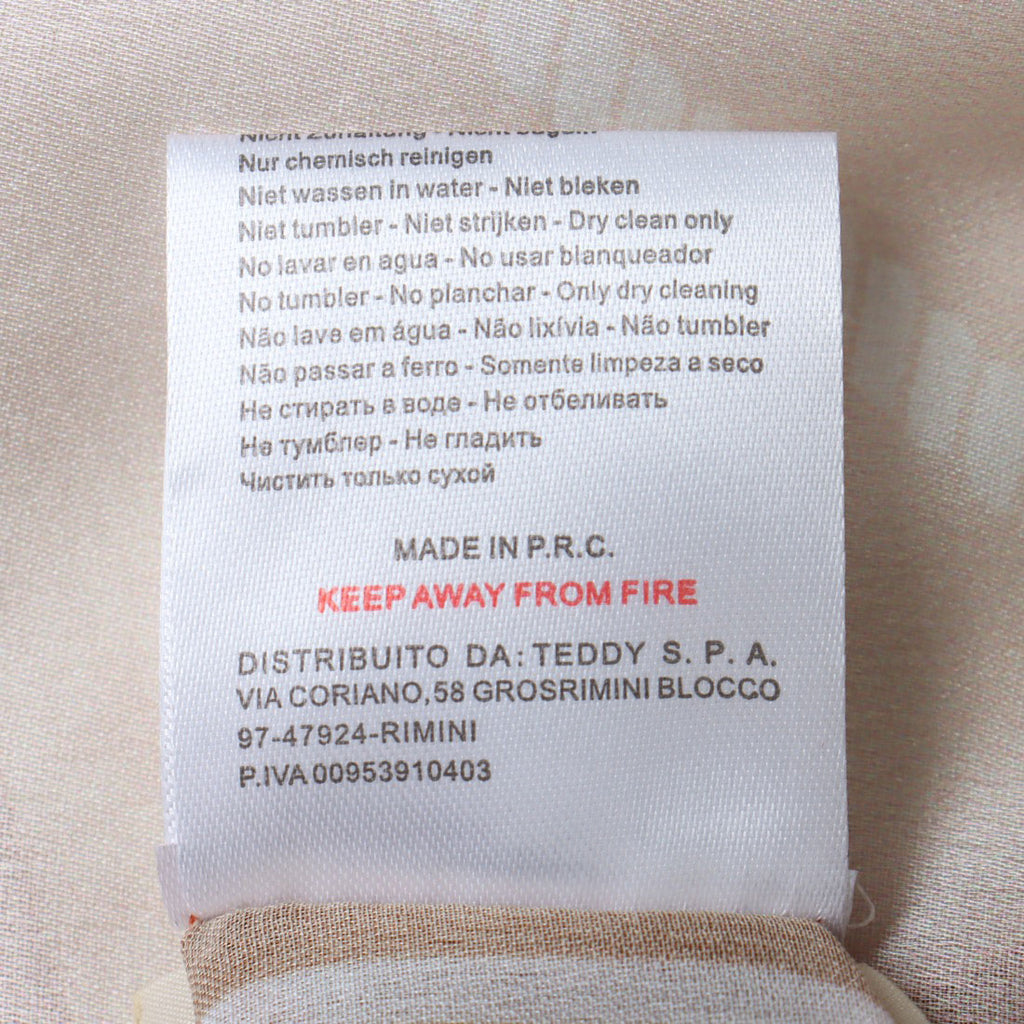 Nur chemisch reinigen
Niet wassen in water - Niet bleken
Niet tumbler - Niet strijken - Dry clean only
No lavar en agua - No usar blanqueador
No tumbler - No planchar - Only dry cleaning
Não lave em água - Não lixívia - Não tumbler
Não passar a ferro - Somente limpeza a seco
Не стирать в воде - Не отбеливать
Не тумблер - Не гладить
Чистить только сухой
MADE IN P.R.C.
KEEP AWAY FROM FIRE
DISTRIBUITO DA: TEDDY S. P. A.
VIA CORIANO,58 GROSRIMINI BLOCCO
97-47924-RIMINI
P.IVA 00953910403